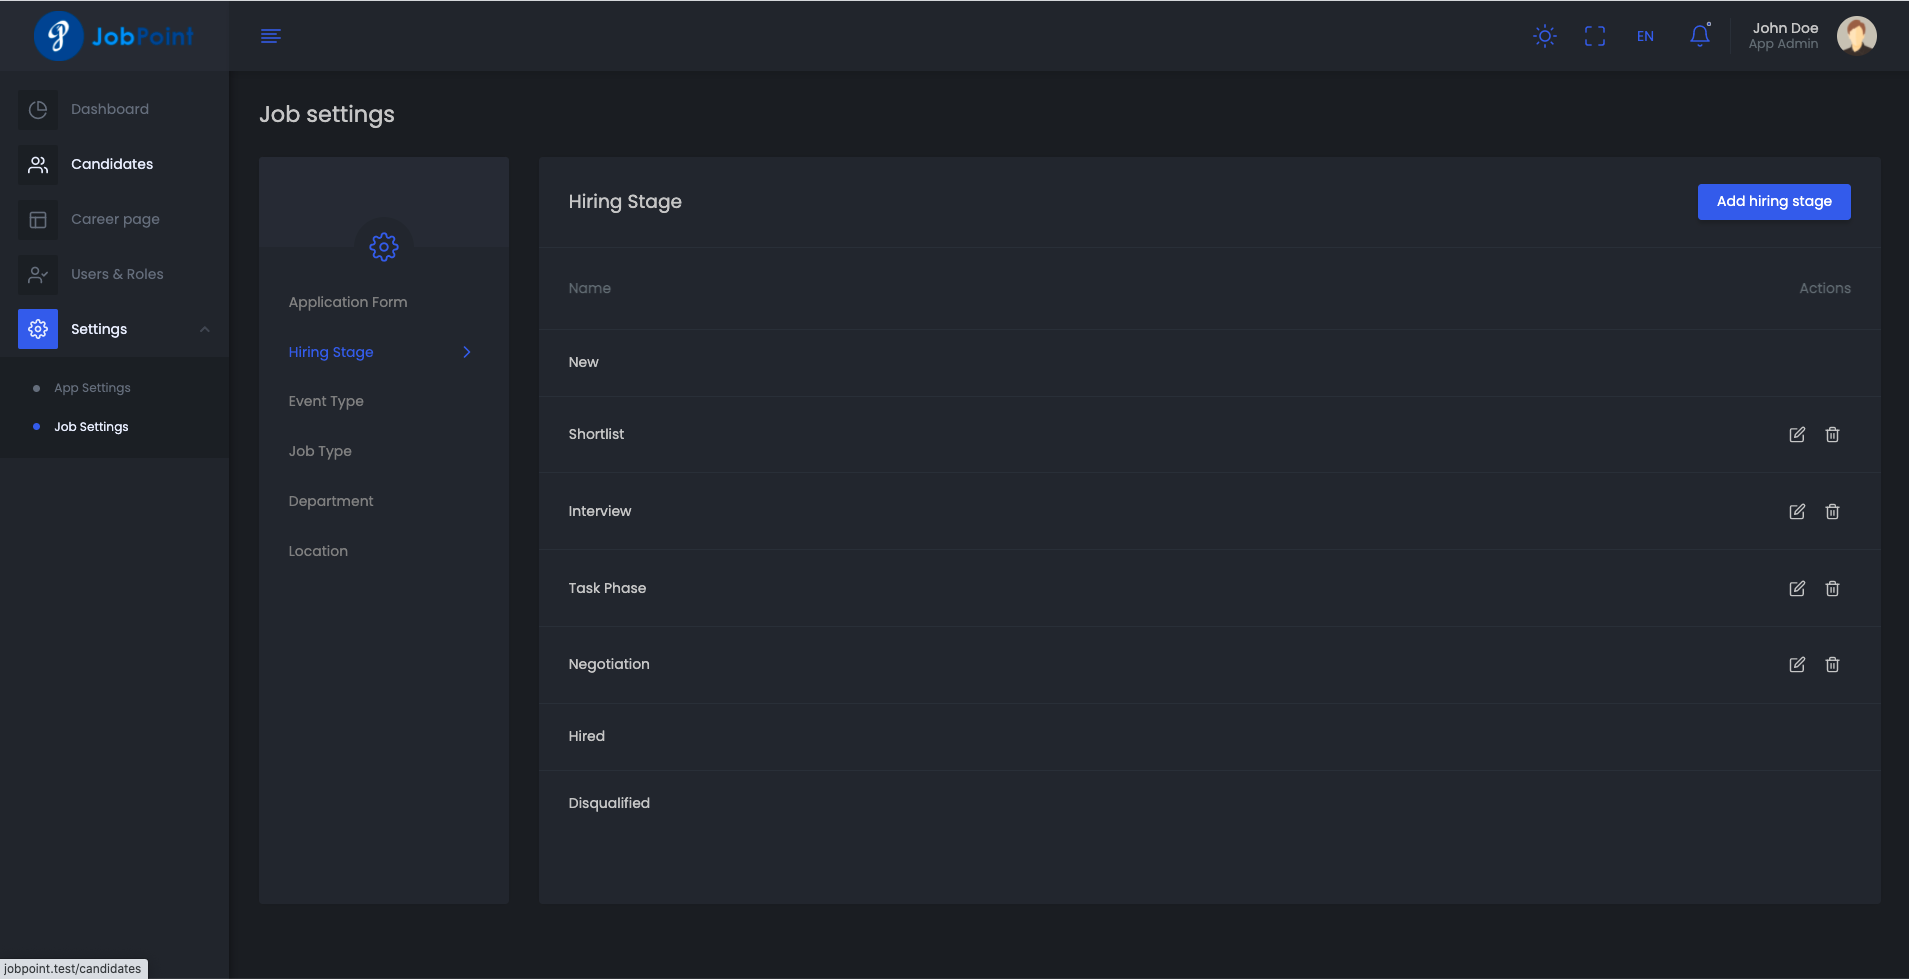 JobPoint
EN
John Doe
App Admin
Dashboard
Candidates
Career page
Users & Roles
Settings
App Settings
Job Settings
Job settings
Application Form
Hiring Stage
Event Type
Job Type
Department
Location
Hiring Stage
Add hiring stage
Name Actions
New
Shortlist
Interview
Task Phase
Negotiation
Hired
Disqualified
jobpoint.test/candidates